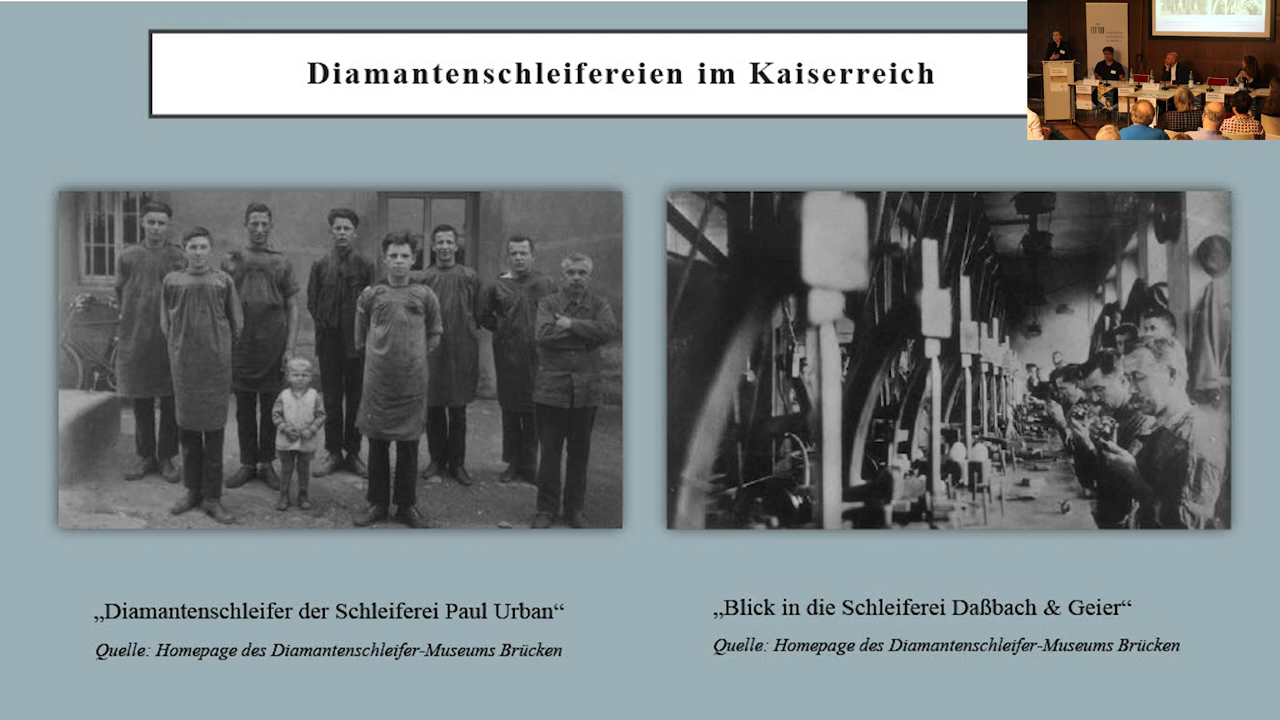 Diamantenschleifereien im Kaiserreich
„Diamantenschleifer der Schleiferei Paul Urban“
Quelle: Homepage des Diamantenschleifer-Museums Brücken
„Blick in die Schleiferei Daßbach & Geier“
Quelle: Homepage des Diamantenschleifer-Museums Brücken